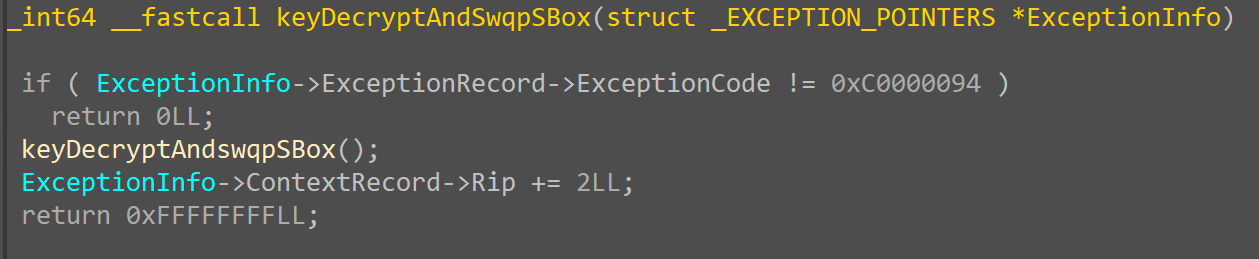 _int64 __fastcall keyDecryptAndSwqpSBox(struct _EXCEPTION_POINTERS *ExceptionInfo)
if ( ExceptionInfo->ExceptionRecord->ExceptionCode != 0xC0000094 )
return 0LL;
keyDecryptAndswqpSBox();
ExceptionInfo->ContextRecord->Rip += 2LL;
return 0xFFFFFFFFLL;